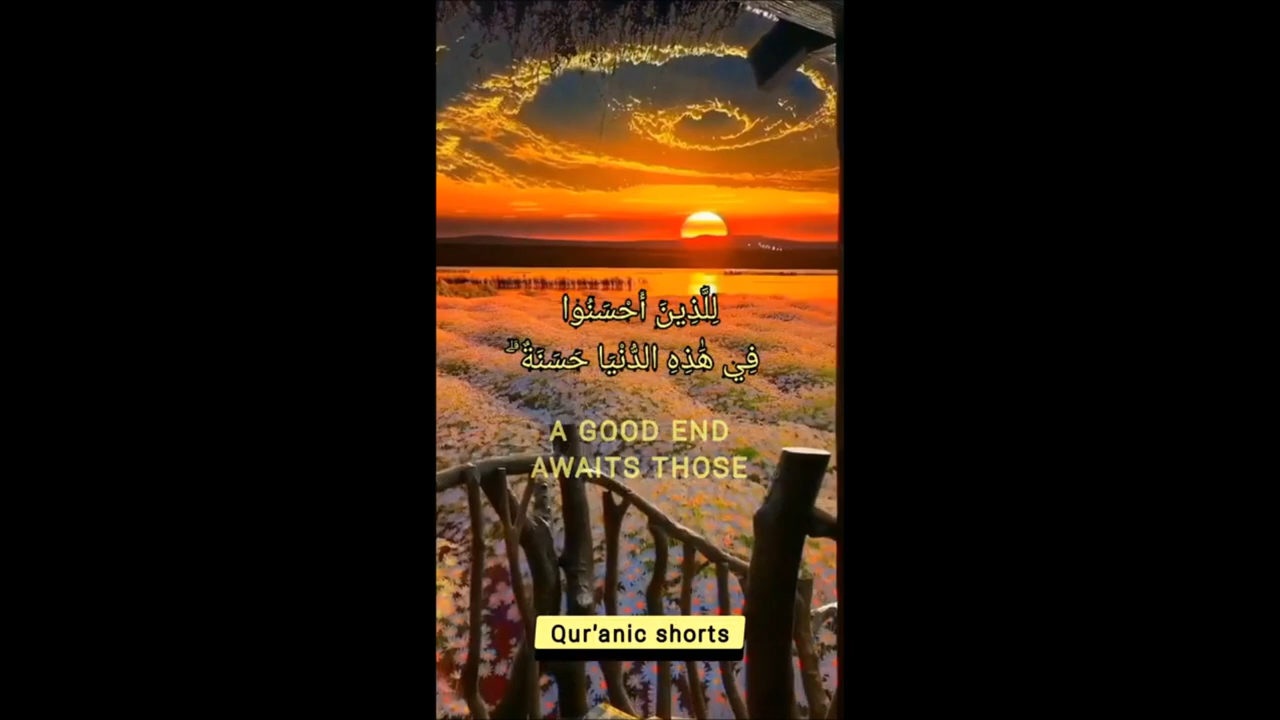 لِلَّذِينَ أَحْسَنُوا
فِي هَٰذِهِ الدُّنْيَا حَسَنَةٌ ۗ
A GOOD END
AWAITS THOSE
Qur'anic shorts